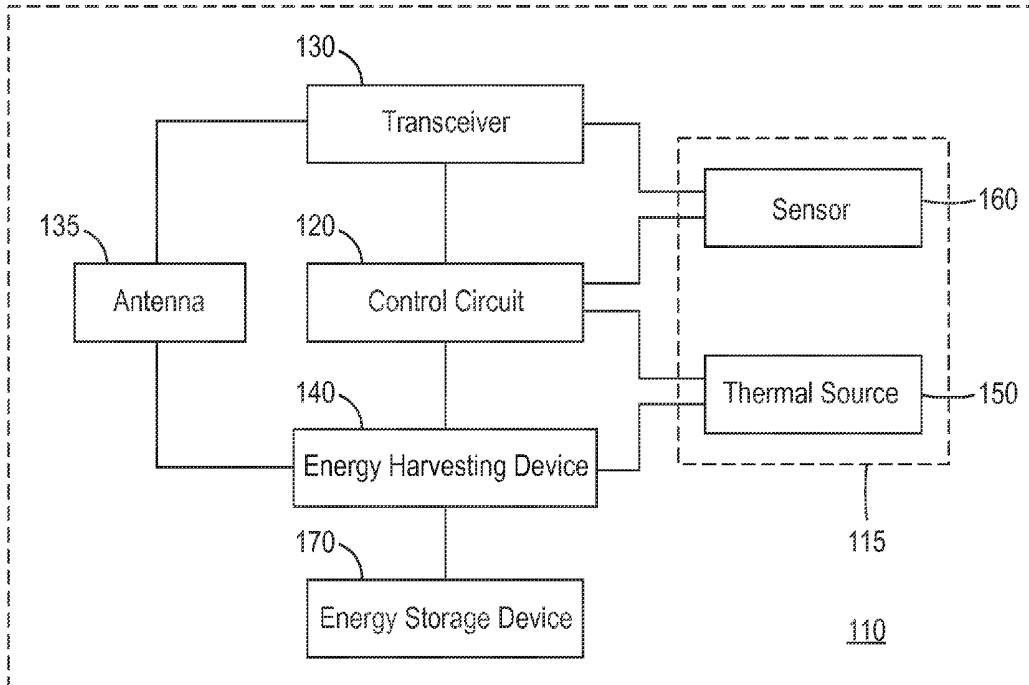 130
Transceiver
160
Sensor
135
Antenna
120
Control Circuit
150
Thermal Source
140
Energy Harvesting Device
115
170
Energy Storage Device
110